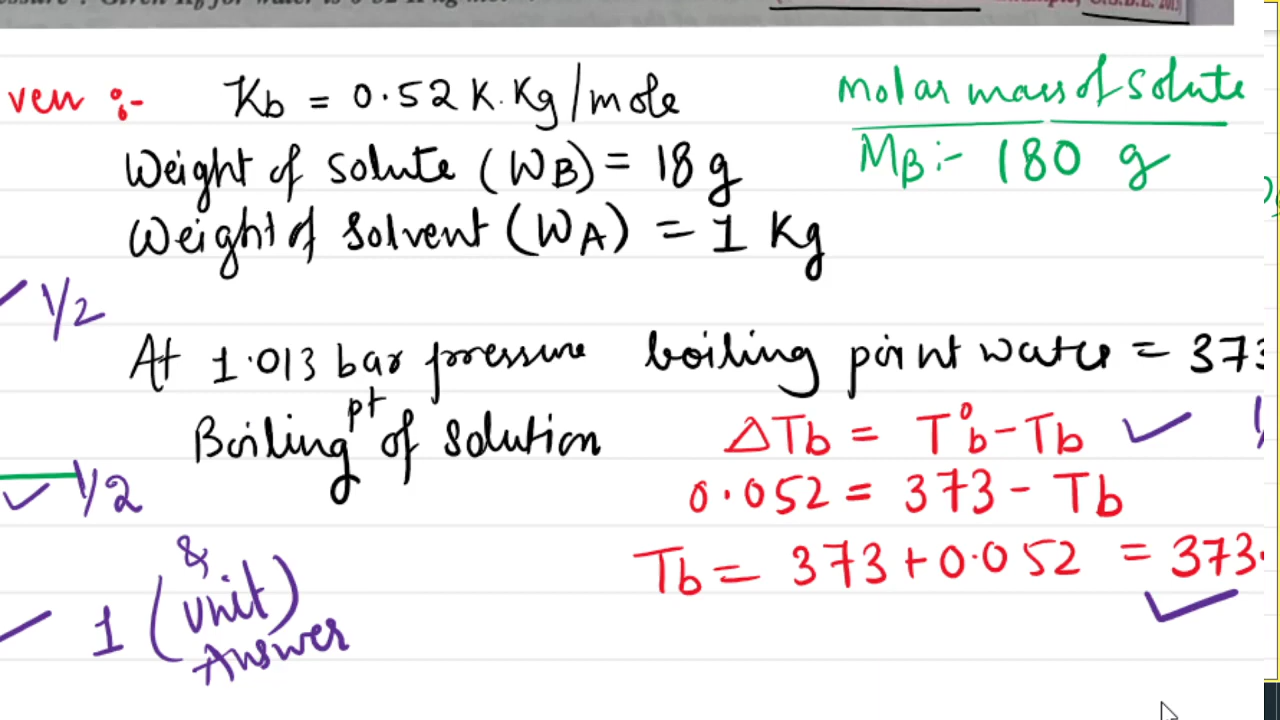 ven :-
Kb = 0.52 K.Kg/mole
Molar mass of Solute
MB :- 180 g
Weight of solute (WB) = 18 g
Weight of solvent (WA) = 1 Kg
1/2
At 1.013 bar pressure boiling point water = 373
Boiling pt of solution
ΔTb = T°b - Tb
0.052 = 373 - Tb
1/2
Tb = 373 + 0.052 = 373.
1 (& unit) Answer